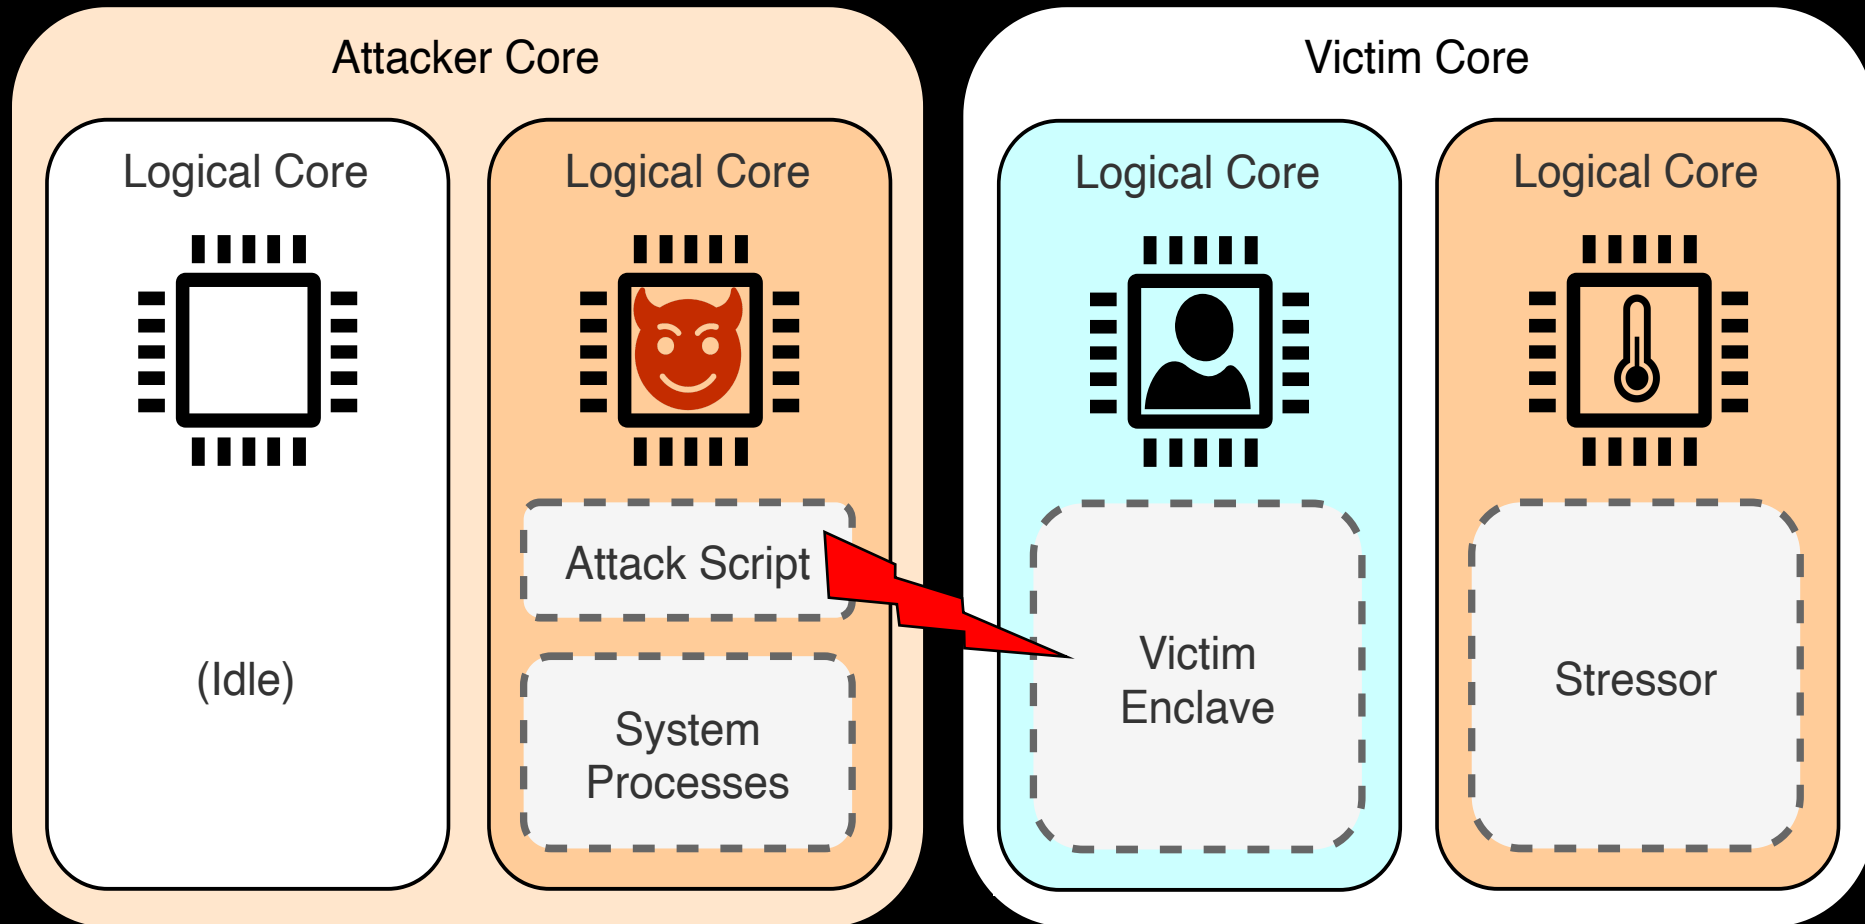 Attacker Core
Logical Core
(Idle)
Logical Core
Attack Script
System
Processes
Victim Core
Logical Core
Victim
Enclave
Logical Core
Stressor